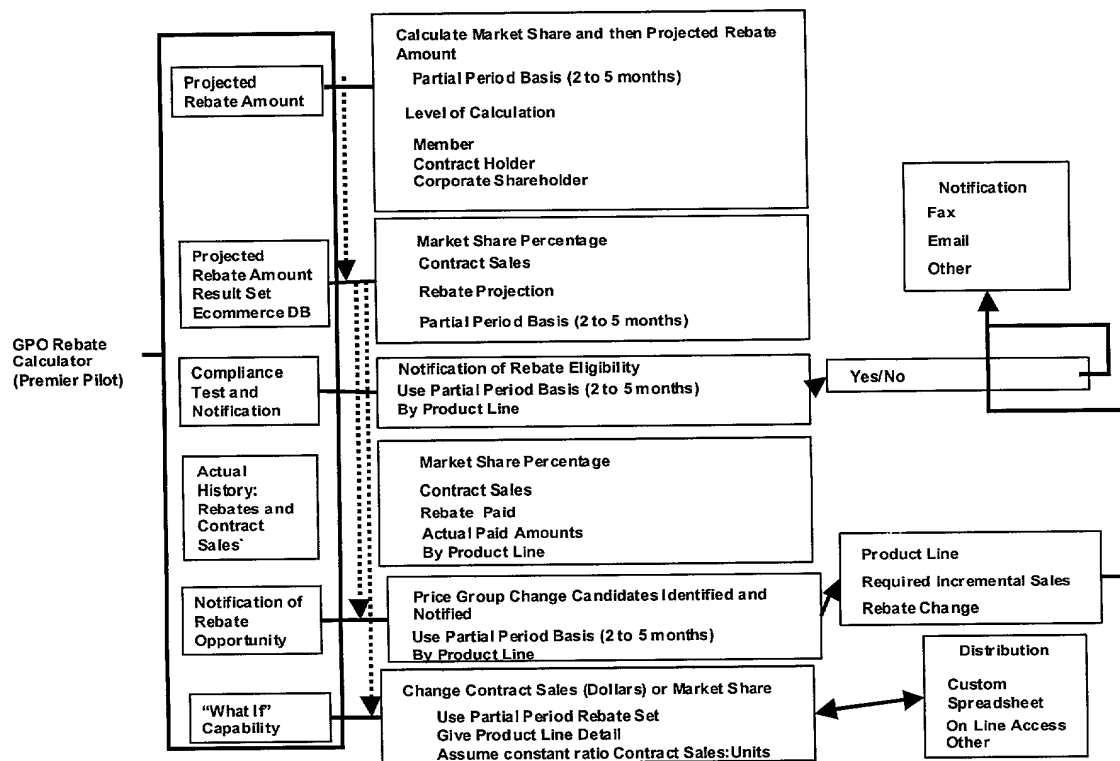 GPO Rebate
Calculator
(Premier Pilot)
Projected
Rebate Amount
Calculate Market Share and then Projected Rebate
Amount
Partial Period Basis (2 to 5 months)
Level of Calculation
Member
Contract Holder
Corporate Shareholder
Projected
Rebate Amount
Result Set
Ecommerce DB
Market Share Percentage
Contract Sales
Rebate Projection
Partial Period Basis (2 to 5 months)
Notification
Fax
Email
Other
Compliance
Test and
Notification
Notification of Rebate Eligibility
Use Partial Period Basis (2 to 5 months)
By Product Line
Yes/No
Actual
History:
Rebates and
Contract
Sales`
Market Share Percentage
Contract Sales
Rebate Paid
Actual Paid Amounts
By Product Line
Notification of
Rebate
Opportunity
Price Group Change Candidates Identified and
Notified
Use Partial Period Basis (2 to 5 months)
By Product Line
Product Line
Required Incremental Sales
Rebate Change
“What If”
Capability
Change Contract Sales (Dollars) or Market Share
Use Partial Period Rebate Set
Give Product Line Detail
Assume constant ratio Contract Sales:Units
Distribution
Custom
Spreadsheet
On Line Access
Other